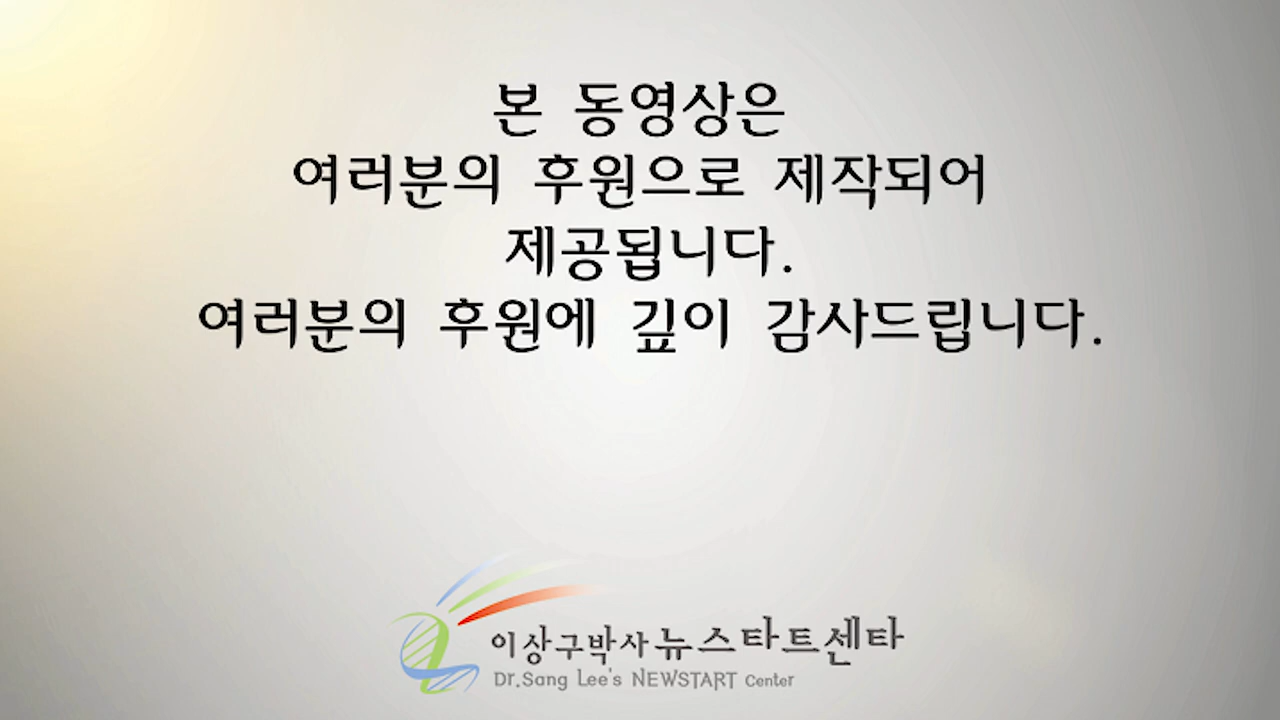 본 동영상은
여러분의 후원으로 제작되어
제공됩니다.
여러분의 후원에 깊이 감사드립니다.
이상구박사 뉴스타트센타
Dr.Sang Lee's NEWSTART Center